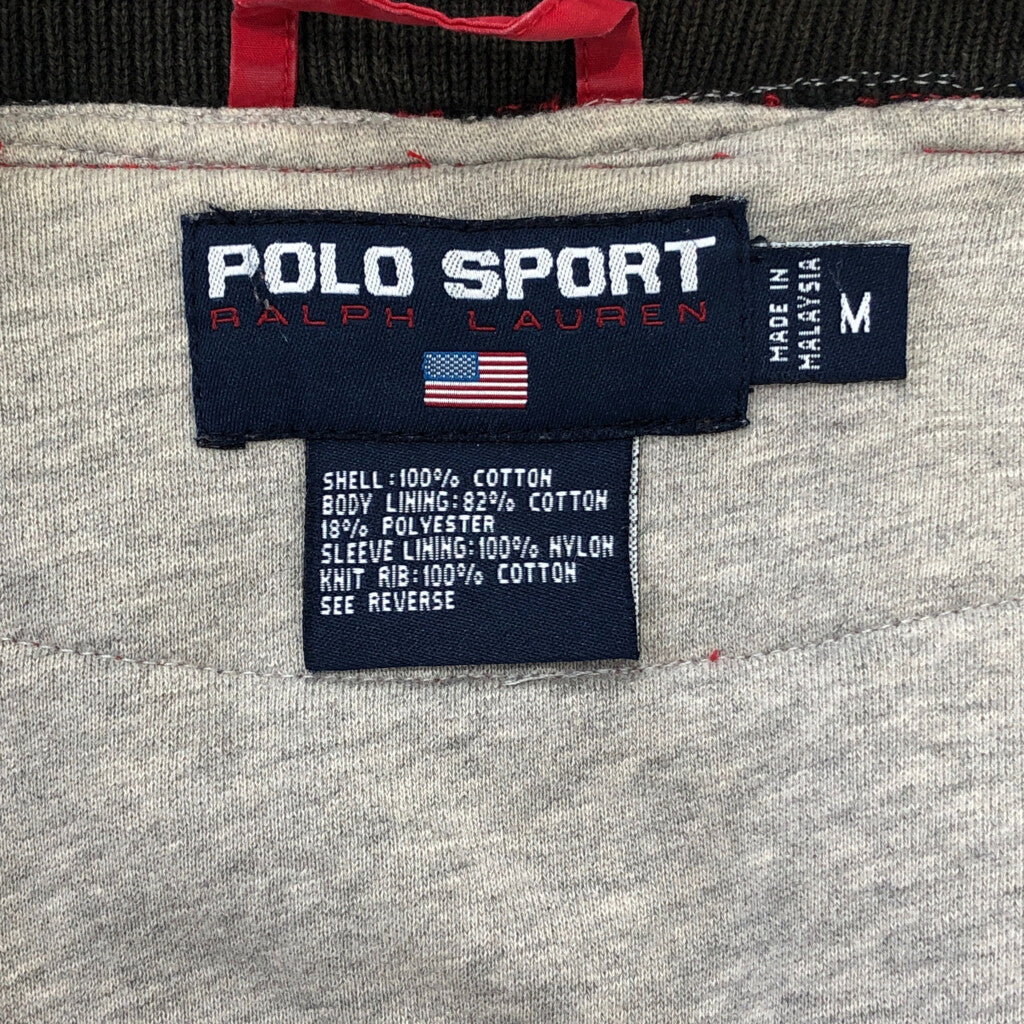 POLO SPORT
RALPH LAUREN
MADE IN
MALAYSIA
M
SHELL:100% COTTON
BODY LINING:82% COTTON
18% POLYESTER
SLEEVE LINING:100% NYLON
KNIT RIB:100% COTTON
SEE REVERSE